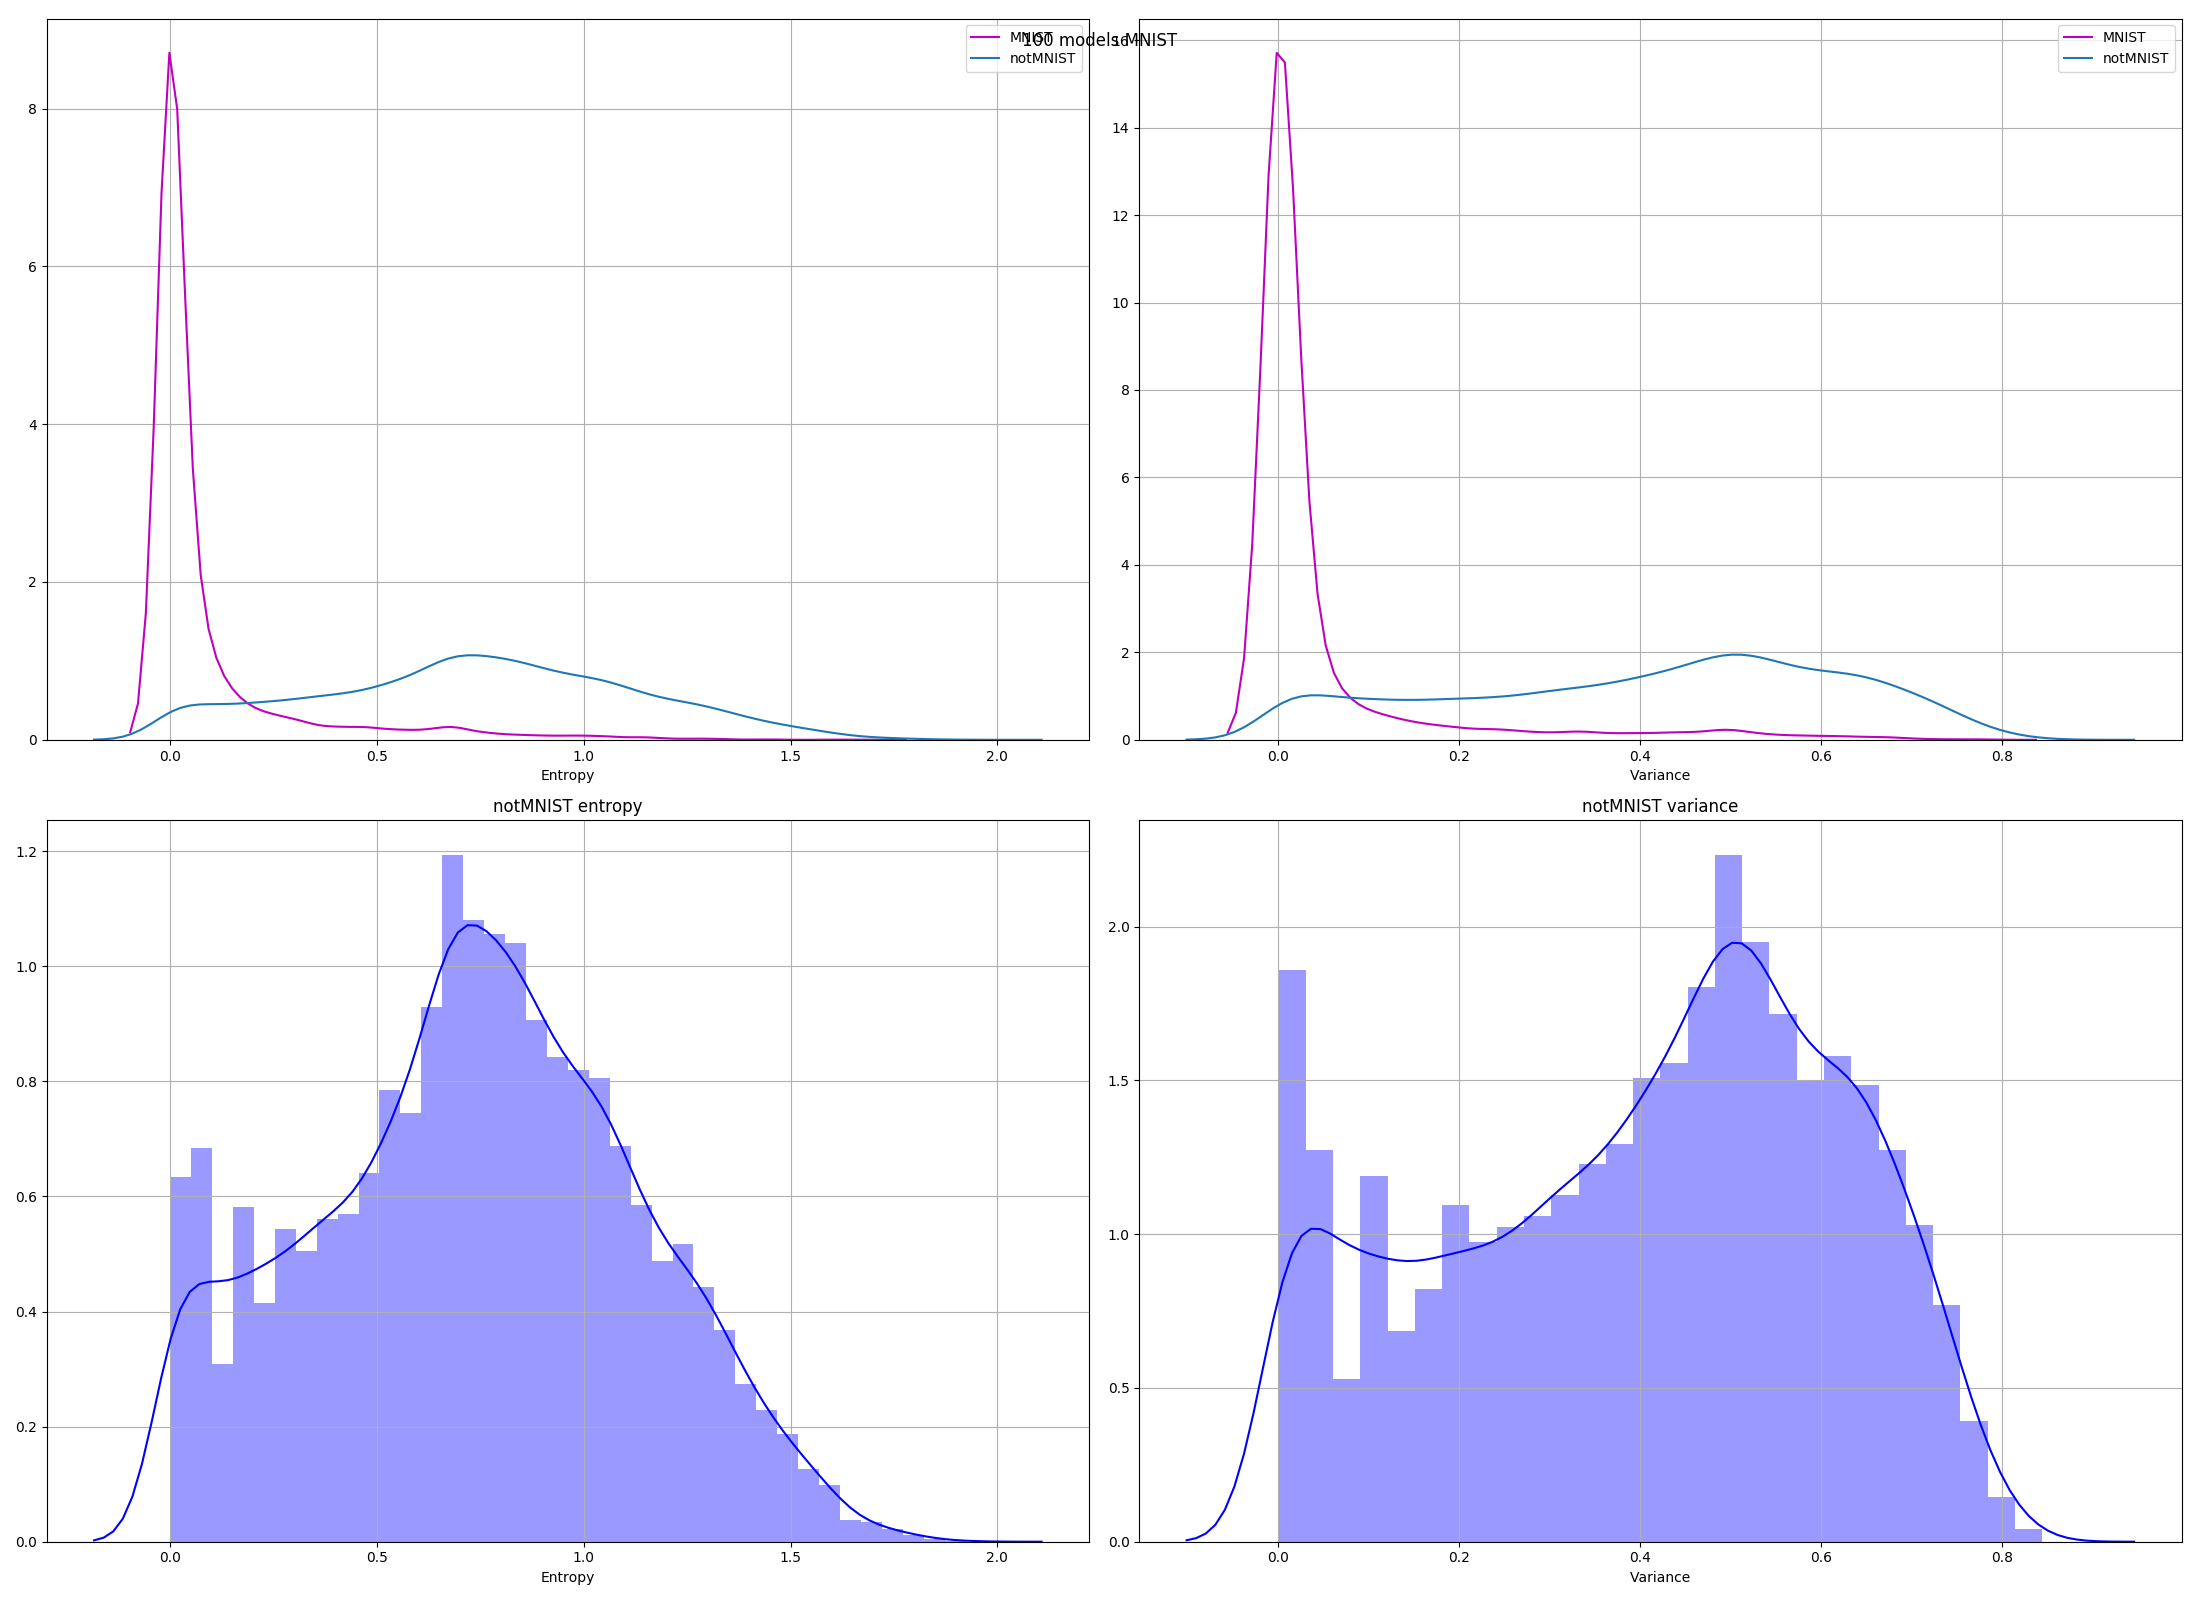 100 models MNIST
MNIST
notMNIST
8
6
4
2
0
0.0 0.5 1.0 1.5 2.0
Entropy
MNIST
notMNIST
16
14
12
10
8
6
4
2
0
0.0 0.2 0.4 0.6 0.8
Variance
notMNIST entropy
1.2
1.0
0.8
0.6
0.4
0.2
0.0
0.0 0.5 1.0 1.5 2.0
Entropy
notMNIST variance
2.0
1.5
1.0
0.5
0.0
0.0 0.2 0.4 0.6 0.8
Variance